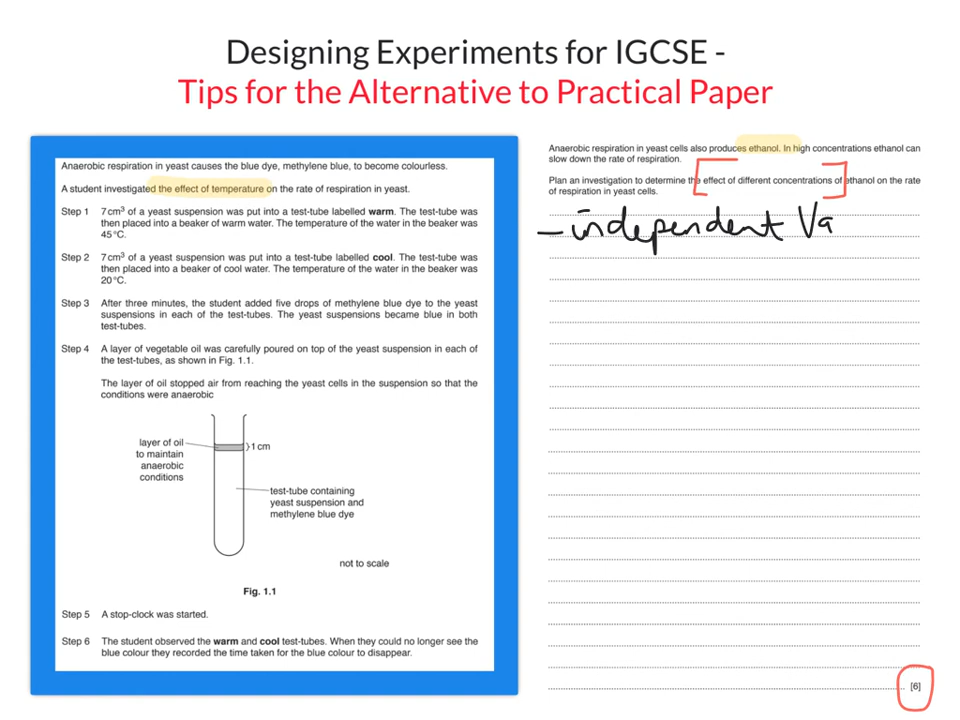 Designing Experiments for IGCSE -
Tips for the Alternative to Practical Paper
Anaerobic respiration in yeast causes the blue dye, methylene blue, to become colourless.
A student investigated the effect of temperature on the rate of respiration in yeast.
Step 1 7 cm³ of a yeast suspension was put into a test-tube labelled warm. The test-tube was
then placed into a beaker of warm water. The temperature of the water in the beaker was
45 °C.
Step 2 7 cm³ of a yeast suspension was put into a test-tube labelled cool. The test-tube was
then placed into a beaker of cool water. The temperature of the water in the beaker was
20 °C.
Step 3 After three minutes, the student added five drops of methylene blue dye to the yeast
suspensions in each of the test-tubes. The yeast suspensions became blue in both
test-tubes.
Step 4 A layer of vegetable oil was carefully poured on top of the yeast suspension in each of
the test-tubes, as shown in Fig. 1.1.
The layer of oil stopped air from reaching the yeast cells in the suspension so that the
conditions were anaerobic
layer of oil
to maintain
anaerobic
conditions
1 cm
test-tube containing
yeast suspension and
methylene blue dye
not to scale
Fig. 1.1
Step 5 A stop-clock was started.
Step 6 The student observed the warm and cool test-tubes. When they could no longer see the
blue colour they recorded the time taken for the blue colour to disappear.
Anaerobic respiration in yeast cells also produces ethanol. In high concentrations ethanol can
slow down the rate of respiration.
Plan an investigation to determine the effect of different concentrations of ethanol on the rate
of respiration in yeast cells.
- independent Va
[6]